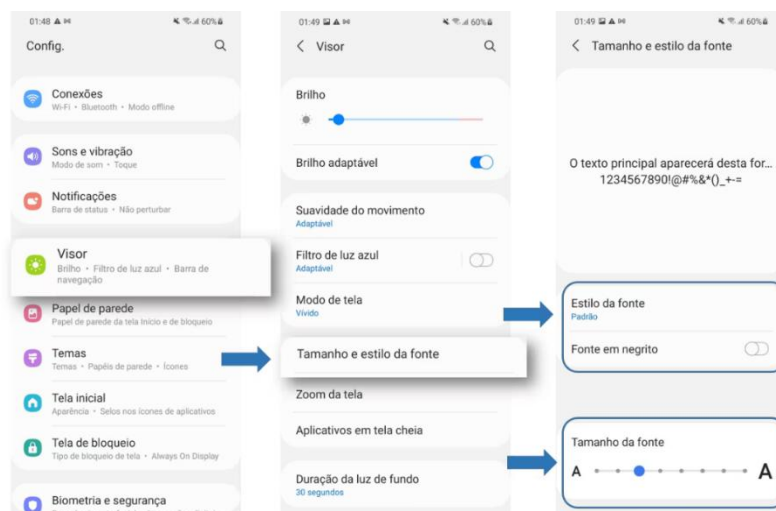 01:48
60%
Config.
Conexões
Wi-Fi • Bluetooth • Modo offline
Sons e vibração
Modo de som • Toque
Notificações
Barra de status • Não perturbar
Visor
Brilho • Filtro de luz azul • Barra de
navegação
Papel de parede
Papel de parede da tela Início e de bloqueio
Temas
Temas • Papéis de parede • Ícones
Tela inicial
Aparência • Selos nos ícones de aplicativos
Tela de bloqueio
Tipo de bloqueio de tela • Always On Display
Biometria e segurança
01:49
60%
Visor
Brilho
Brilho adaptável
Suavidade do movimento
Adaptável
Filtro de luz azul
Adaptável
Modo de tela
Vívido
Tamanho e estilo da fonte
Zoom da tela
Aplicativos em tela cheia
Duração da luz de fundo
30 segundos
01:49
60%
Tamanho e estilo da fonte
O texto principal aparecerá desta for...
1234567890!@#%&*()_+-=
Estilo da fonte
Padrão
Fonte em negrito
Tamanho da fonte
A A